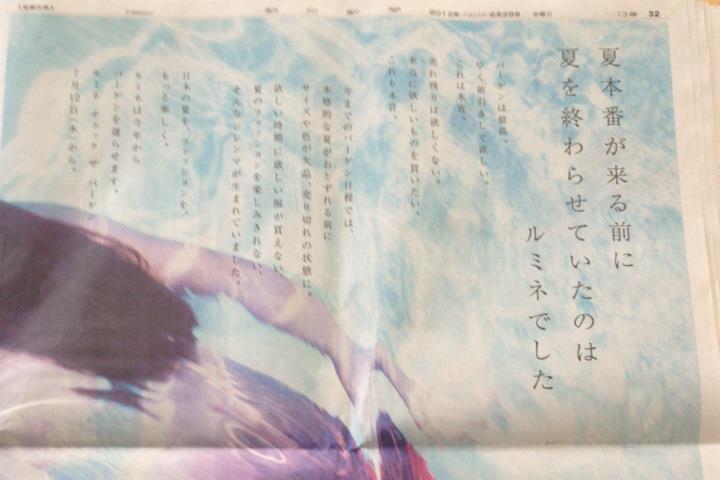 2012年
6月29日
金曜日
13版
32
夏本番が来る前に
夏を終わらせていたのは
ルミネでした
バーゲンは最高。
早く値引きして欲しい。
これは本音。
売れ残りは欲しくない。
本当に欲しいものを買いたい。
これも本音。
今までのバーゲン日程では、
本格的な夏がおとずれる前に
サイズや色が欠品、売り切れの状態に。
欲しい時期に欲しい服が買えない、
夏のファッションを楽しみきれない、
そんなジレンマが生まれていました。
日本の夏を、ファッションを、
もっと楽しく。
ルミネは今年から
バーゲンを遅らせます。
ルミネ ザ バーゲン
7月12日(木)から。